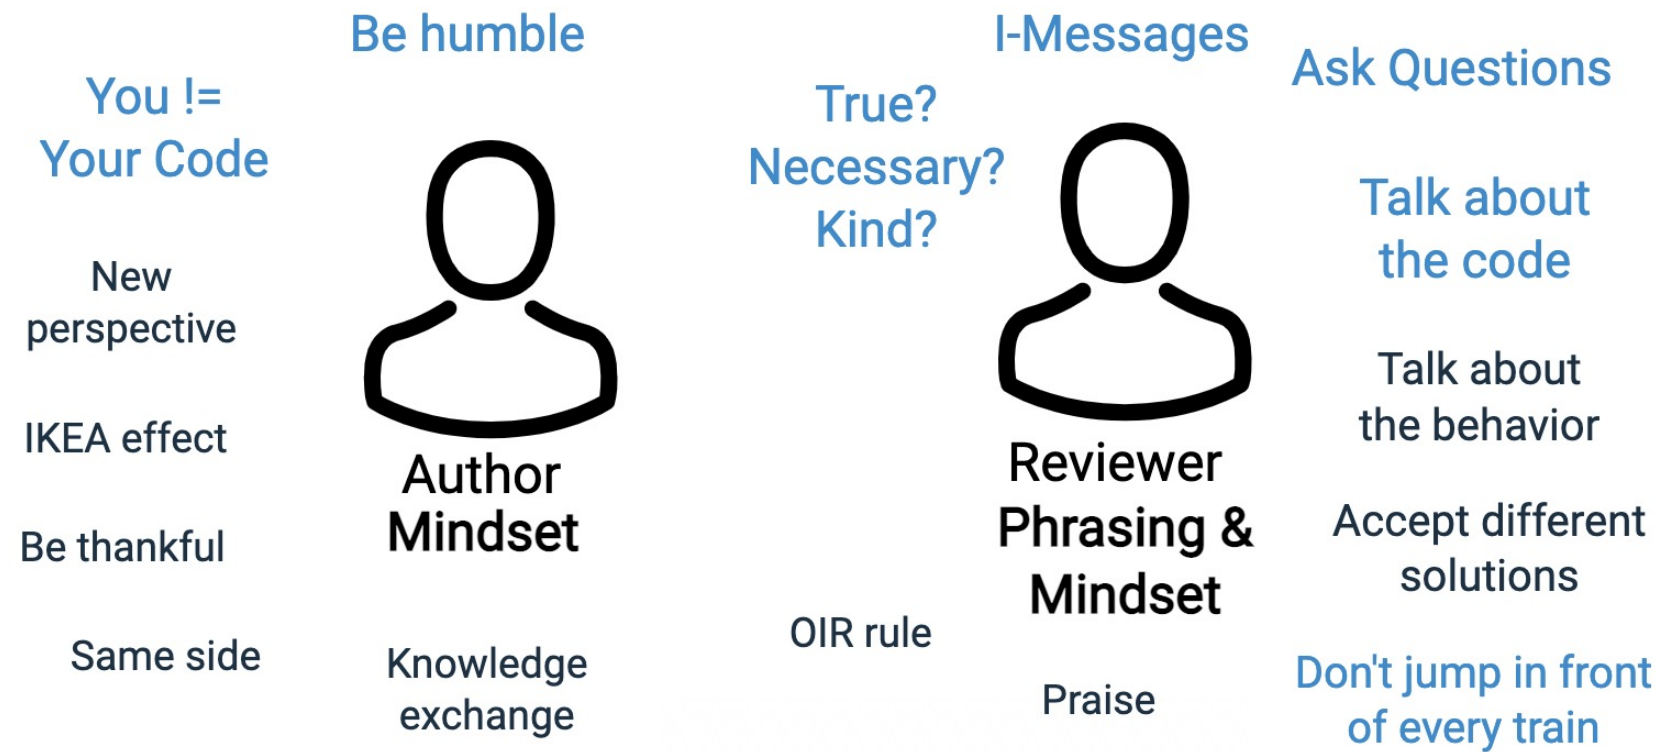 Be humble
You !=
Your Code
New
perspective
IKEA effect
Be thankful
Same side
Knowledge
exchange
Author
Mindset
I-Messages
True?
Necessary?
Kind?
Ask Questions
Talk about
the code
Talk about
the behavior
Accept different
solutions
Don't jump in front
of every train
Reviewer
Phrasing &
Mindset
OIR rule
Praise